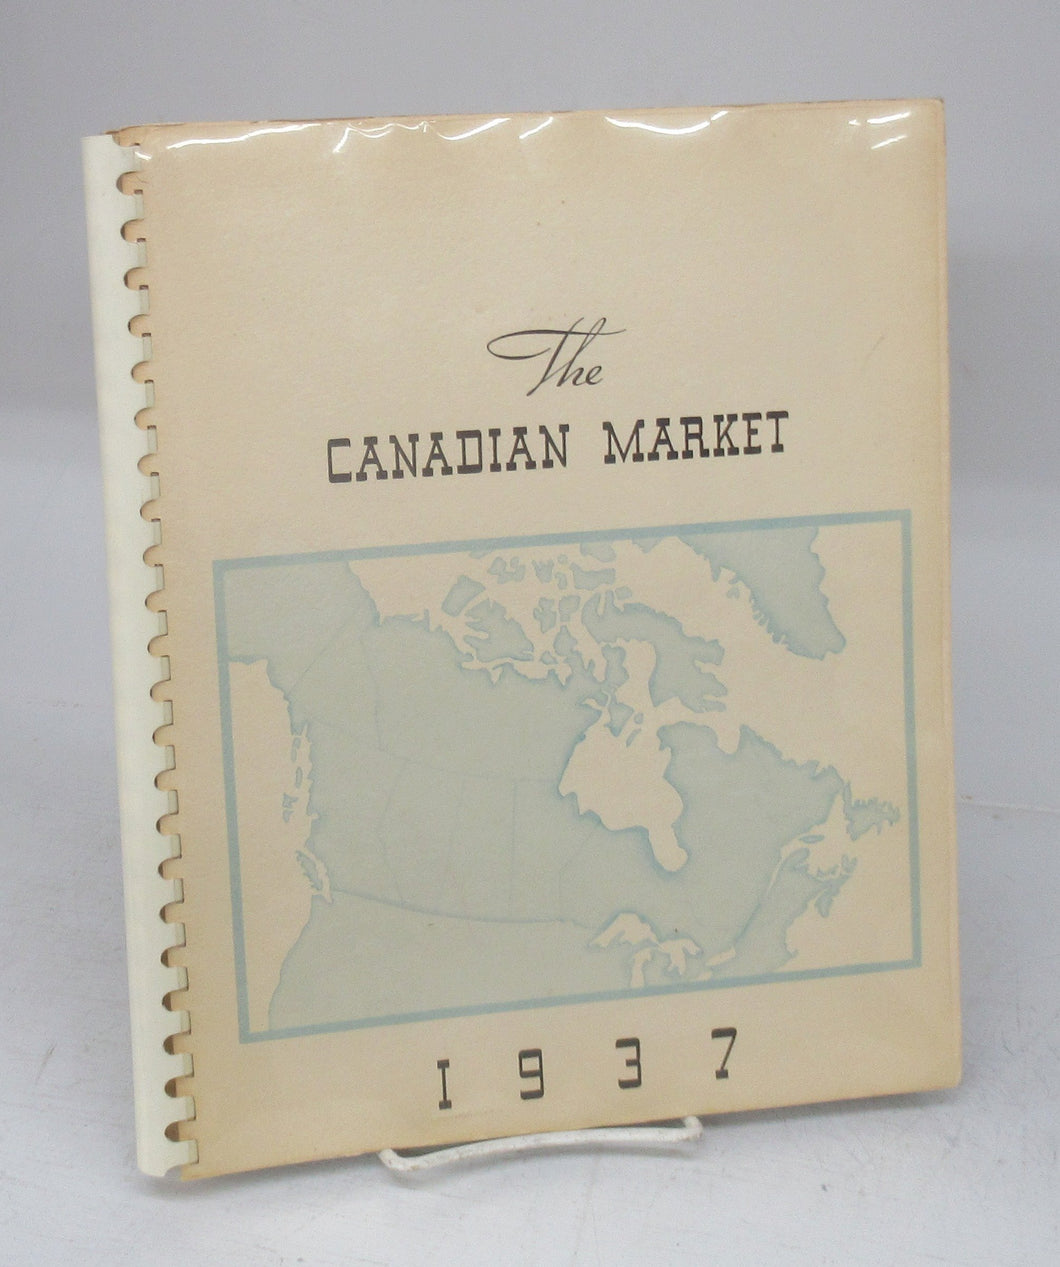 The
CANADIAN MARKET
1937